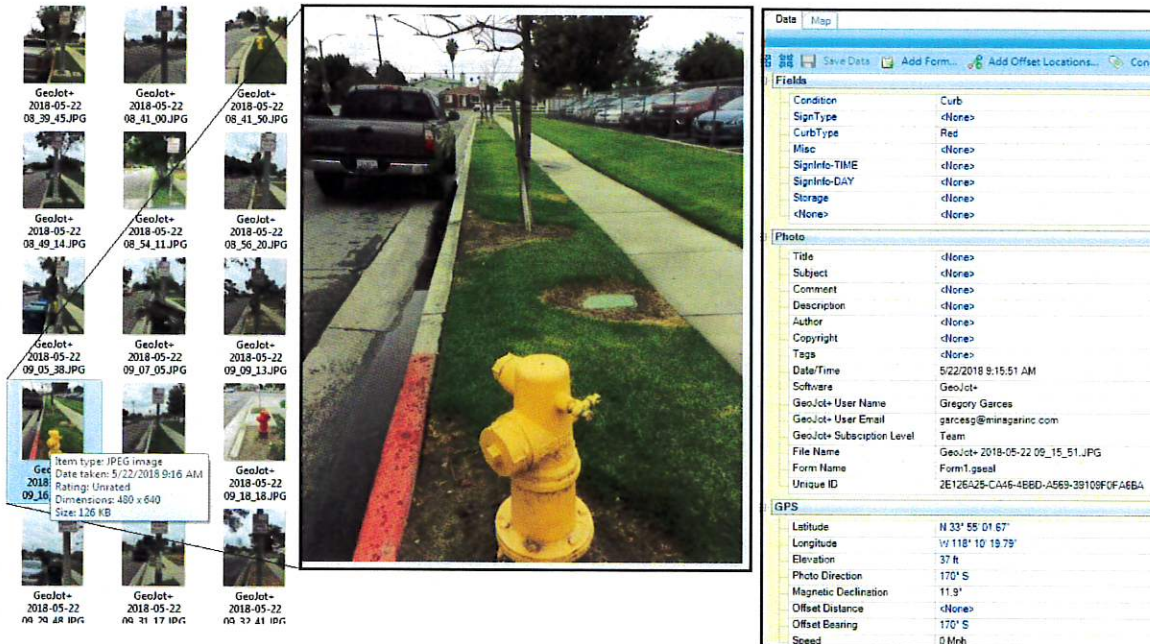 GeoJot+
2018-05-22
08_39_45.JPG
GeoJot+
2018-05-22
08_41_00.JPG
GeoJot+
2018-05-22
08_41_50.JPG
GeoJot+
2018-05-22
08_49_14.JPG
GeoJot+
2018-05-22
08_54_11.JPG
GeoJot+
2018-05-22
08_56_20.JPG
GeoJot+
2018-05-22
09_05_38.JPG
GeoJot+
2018-05-22
09_07_05.JPG
GeoJot+
2018-05-22
09_09_13.JPG
Geo
2018
09_16
Item type: JPEG image
Date taken: 5/22/2018 9:16 AM
Rating: Unrated
Dimensions: 480 x 640
Size: 126 KB
GeoJot+
2018-05-22
09_18_18.JPG
GeoJot+
2018-05-22
09_29_48.JPG
GeoJot+
2018-05-22
09_31_17.JPG
GeoJot+
2018-05-22
09_32_41.JPG
Data Map
Save Data Add Form... Add Offset Locations... Con
Fields
Condition Curb
SignType <None>
CurbType Red
Misc <None>
SignInfo-TIME <None>
SignInfo-DAY <None>
Storage <None>
<None> <None>
Photo
Title <None>
Subject <None>
Comment <None>
Description <None>
Author <None>
Copyright <None>
Tags <None>
Date/Time 5/22/2018 9:15:51 AM
Software GeoJot+
GeoJot+ User Name Gregory Garces
GeoJot+ User Email garcesg@minagarinc.com
GeoJot+ Subsciption Level Team
File Name GeoJot+ 2018-05-22 09_15_51.JPG
Form Name Form1.gseal
Unique ID 2E126A25-CA46-4BBD-A569-39109F0FA6BA
GPS
Latitude N 33° 55' 01.67"
Longitude W 118° 10' 19.79"
Elevation 37 ft
Photo Direction 170° S
Magnetic Declination 11.9°
Offset Distance <None>
Offset Bearing 170° S
Speed 0 Mph